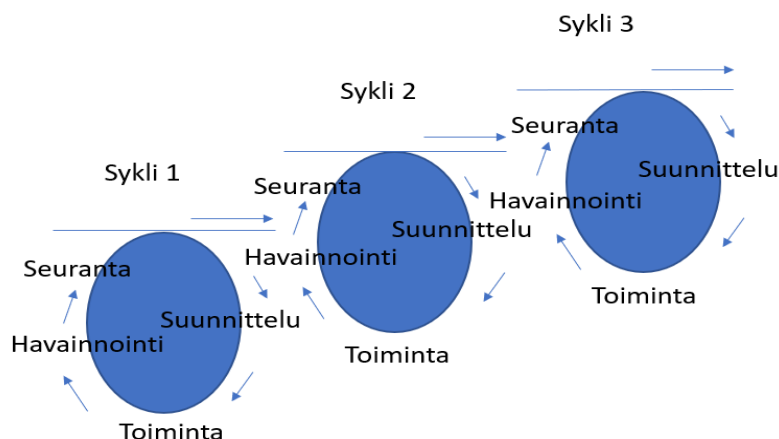 Sykli 1
Seuranta
Suunnittelu
Havainnointi
Toiminta
Sykli 2
Seuranta
Suunnittelu
Havainnointi
Toiminta
Sykli 3
Seuranta
Suunnittelu
Havainnointi
Toiminta